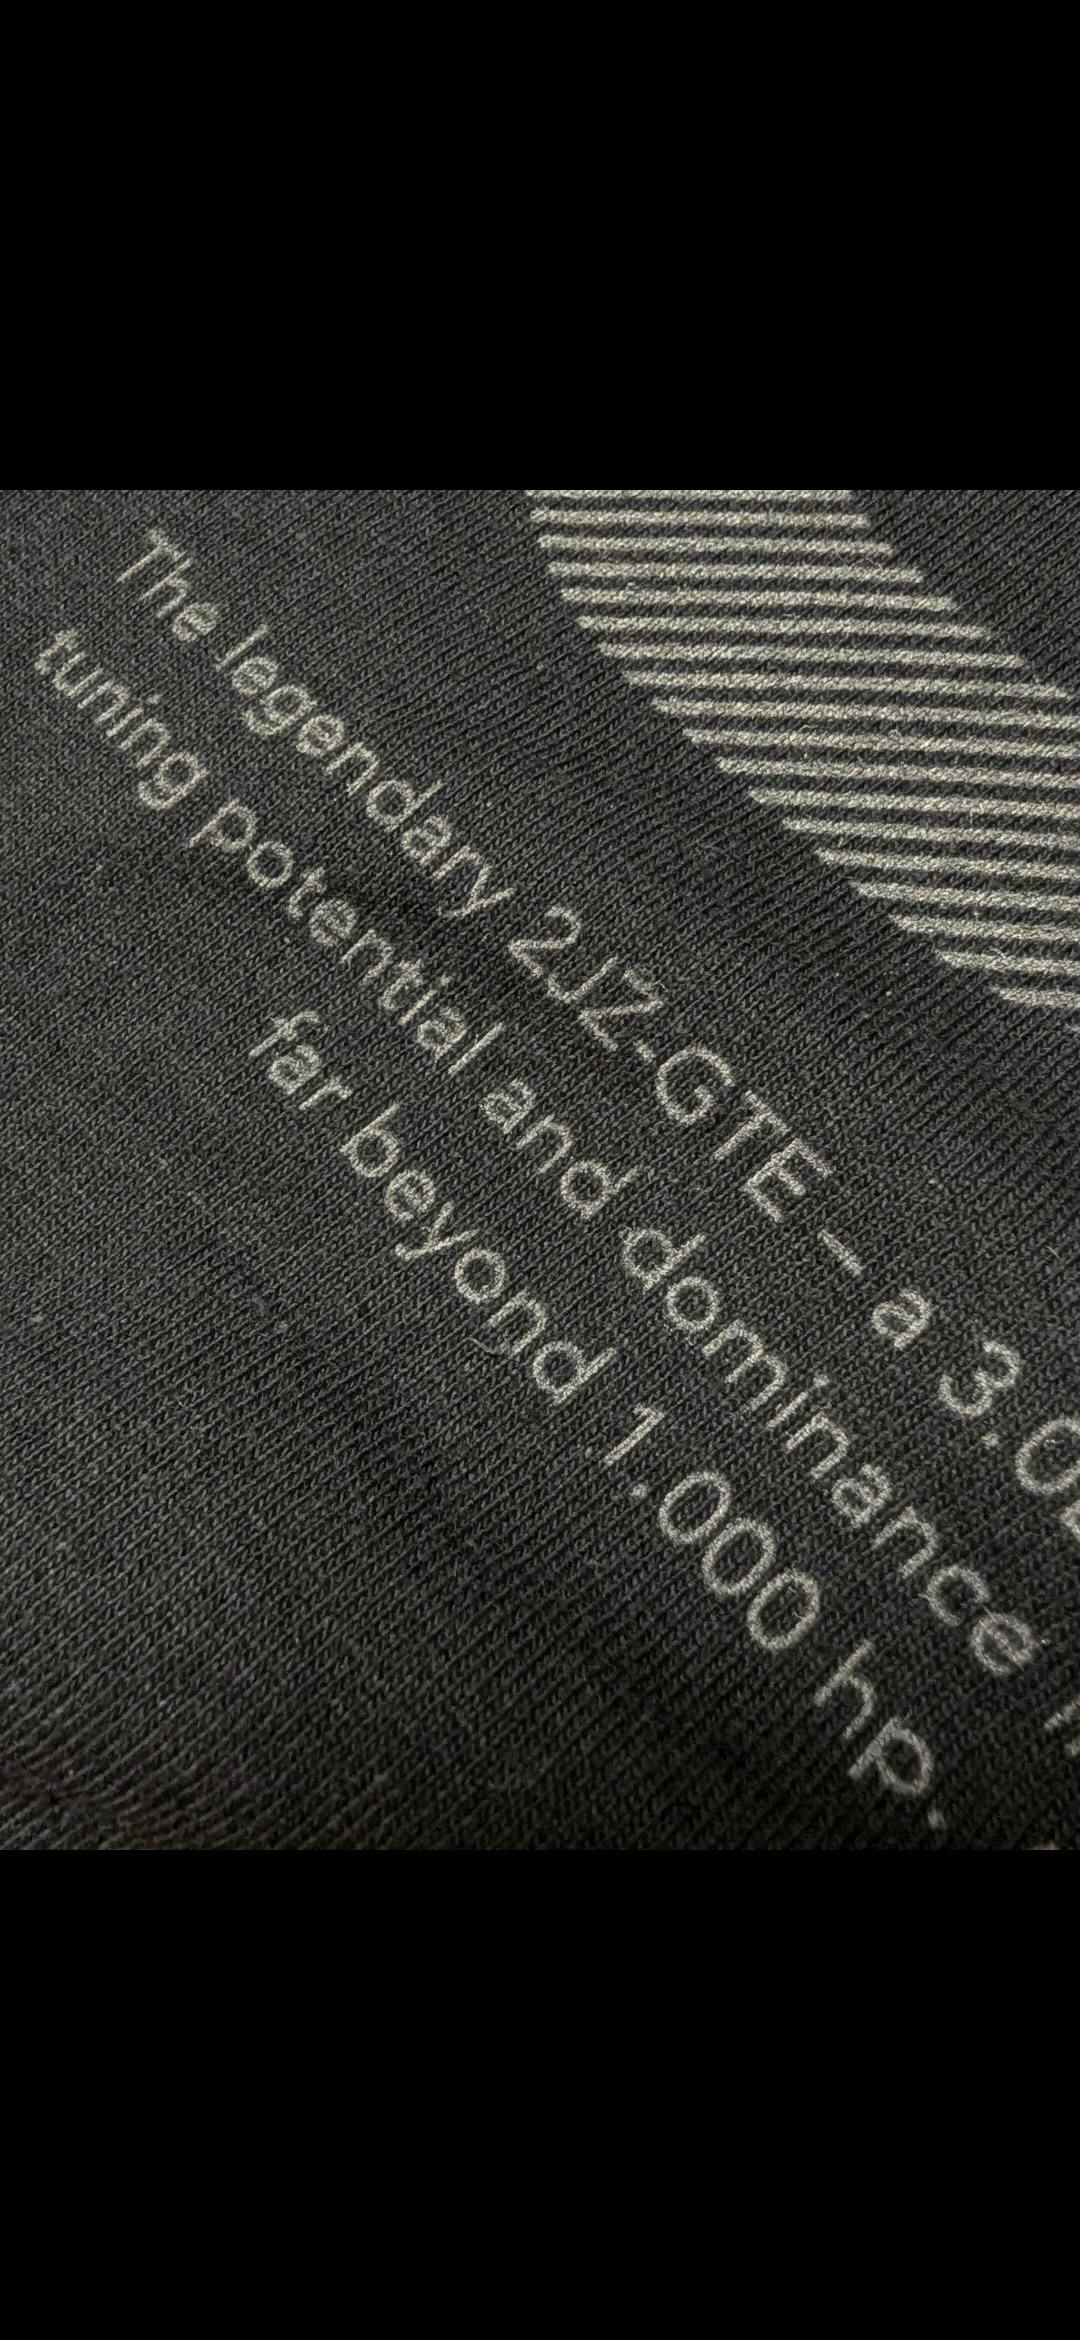 The legendary 2JZ-GTE – a 3.0
tuning potential and dominance
far beyond 1.000 hp.